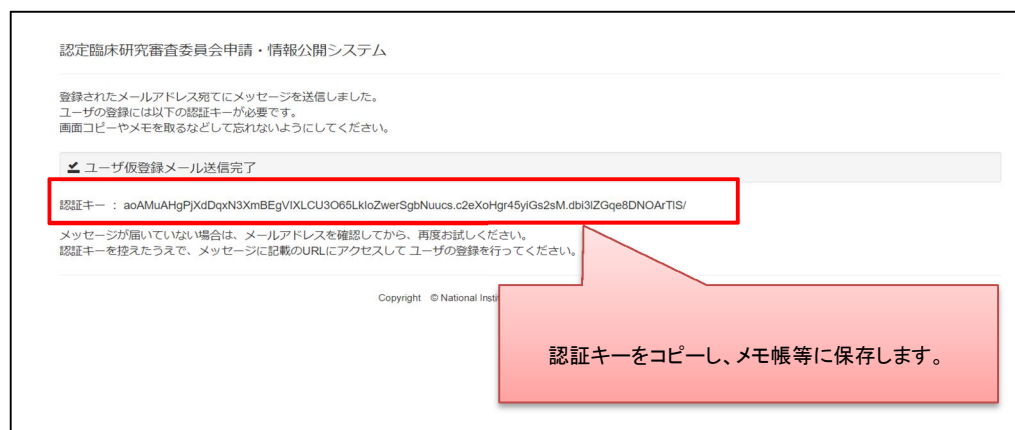 認定臨床研究審査委員会申請・情報公開システム
登録されたメールアドレス宛てにメッセージを送信しました。
ユーザの登録には以下の認証キーが必要です。
画面コピーやメモを取るなどして忘れないようにしてください。
ユーザ仮登録メール送信完了
認証キー : aoAMuAHgPjXdDqxN3XmBEgVIXLCU3O65LkIoZwerSgbNuucs.c2eXoHgr45yiGs2sM.dbi3lZGqe8DNOArTlS/
メッセージが届いていない場合は、メールアドレスを確認してから、再度お試しください。
認証キーを控えたうえで、メッセージに記載のURLにアクセスして ユーザの登録を行ってください。
Copyright © National
認証キーをコピーし、メモ帳等に保存します。